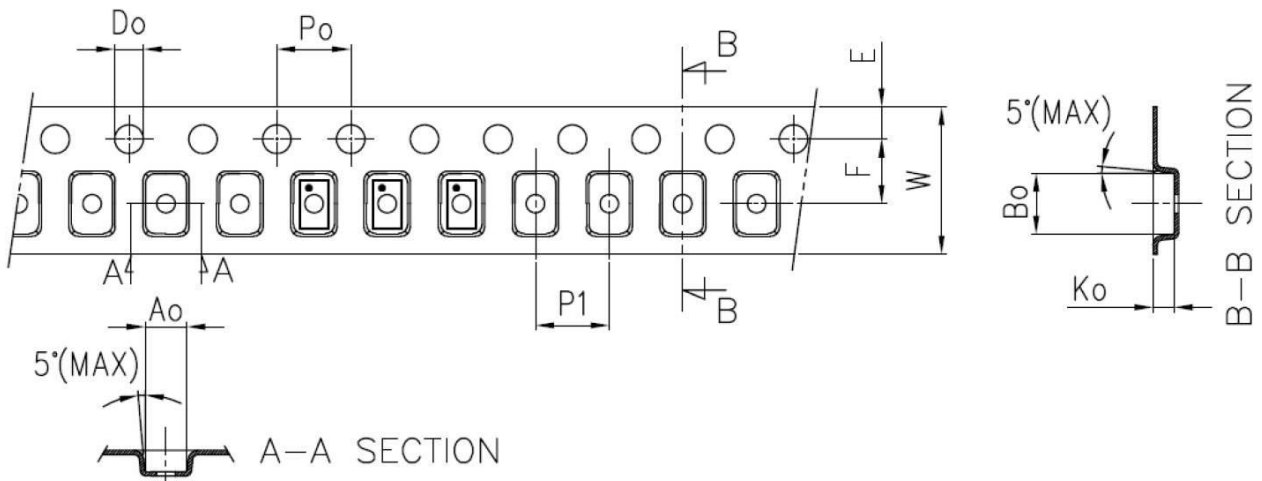 Do
Po
B
E
5°(MAX)
F
W
Bo
B-B SECTION
A
A
P1
B
Ko
Ao
5°(MAX)
A-A SECTION